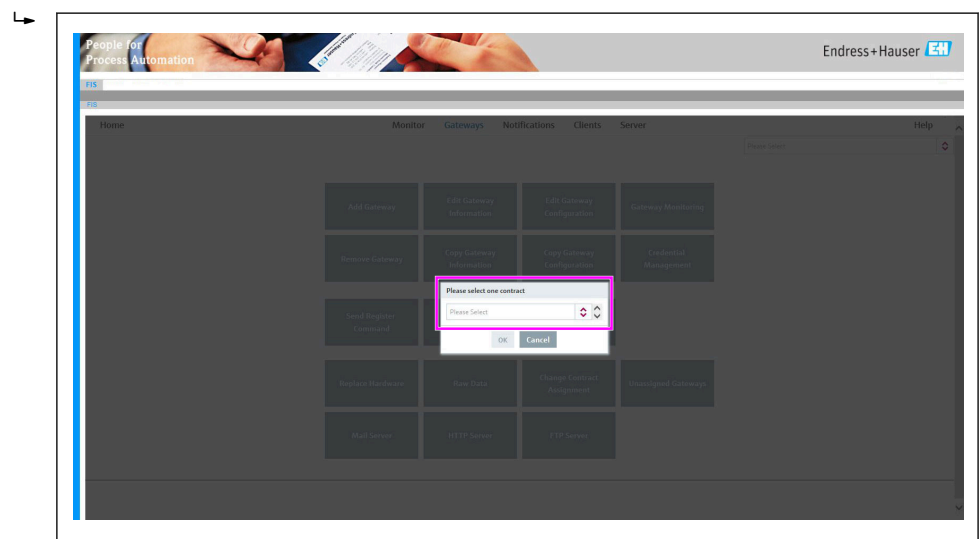 People for
Process Automation
Endress+Hauser EH
FIS
FIS
Home Monitor Gateways Notifications Clients Server Help
Please select
Add Gateway
Edit Gateway
Information
Edit Gateway
Configuration
Gateway Monitoring
Remove Gateway
Copy Gateway
Information
Copy Gateway
Configuration
Credential
Management
Please select one contract
Please Select
Send Register
Command
OK Cancel
Replace Hardware
Raw Data
Change Contract
Assignment
Unassigned Gateways
Mail Server
HTTP Server
FTP Server